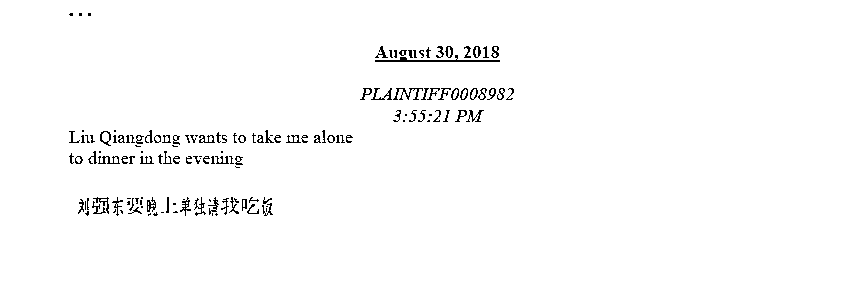 ...
August 30, 2018
PLAINTIFF0008982
3:55:21 PM
Liu Qiangdong wants to take me alone
to dinner in the evening
刘强东要晚上单独请我吃饭